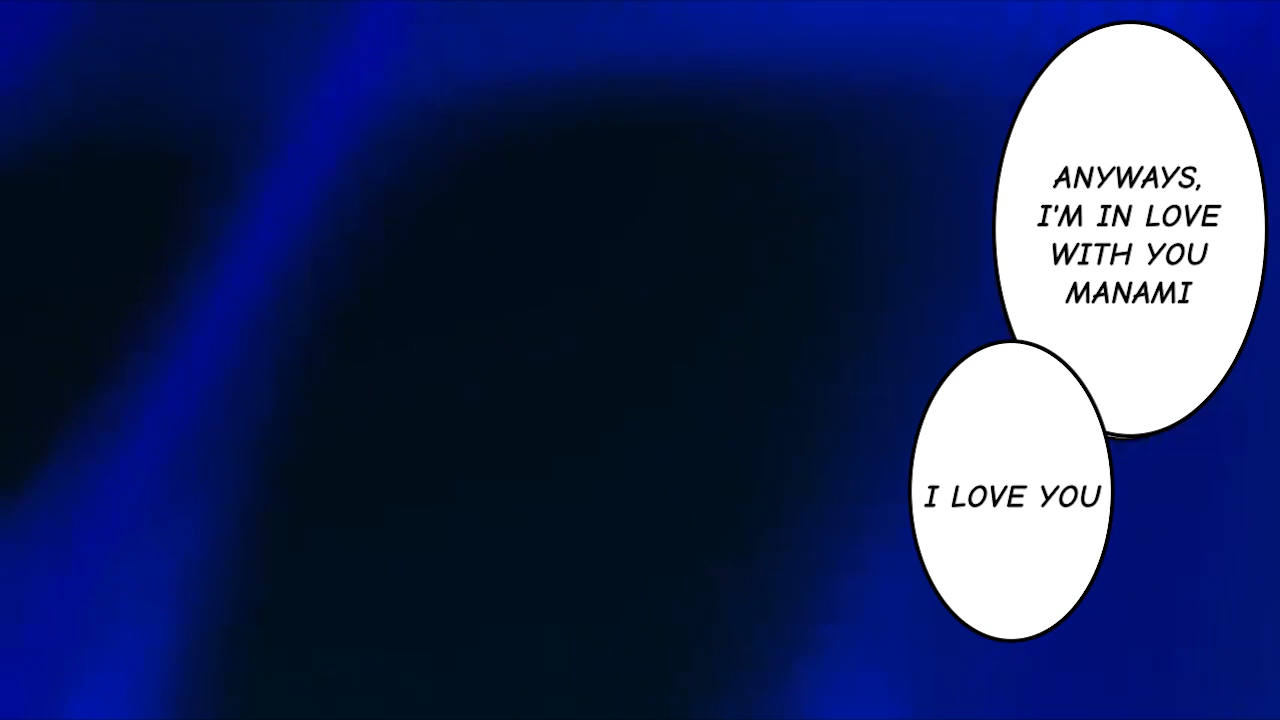 ANYWAYS,
I'M IN LOVE
WITH YOU
MANAMI
I LOVE YOU